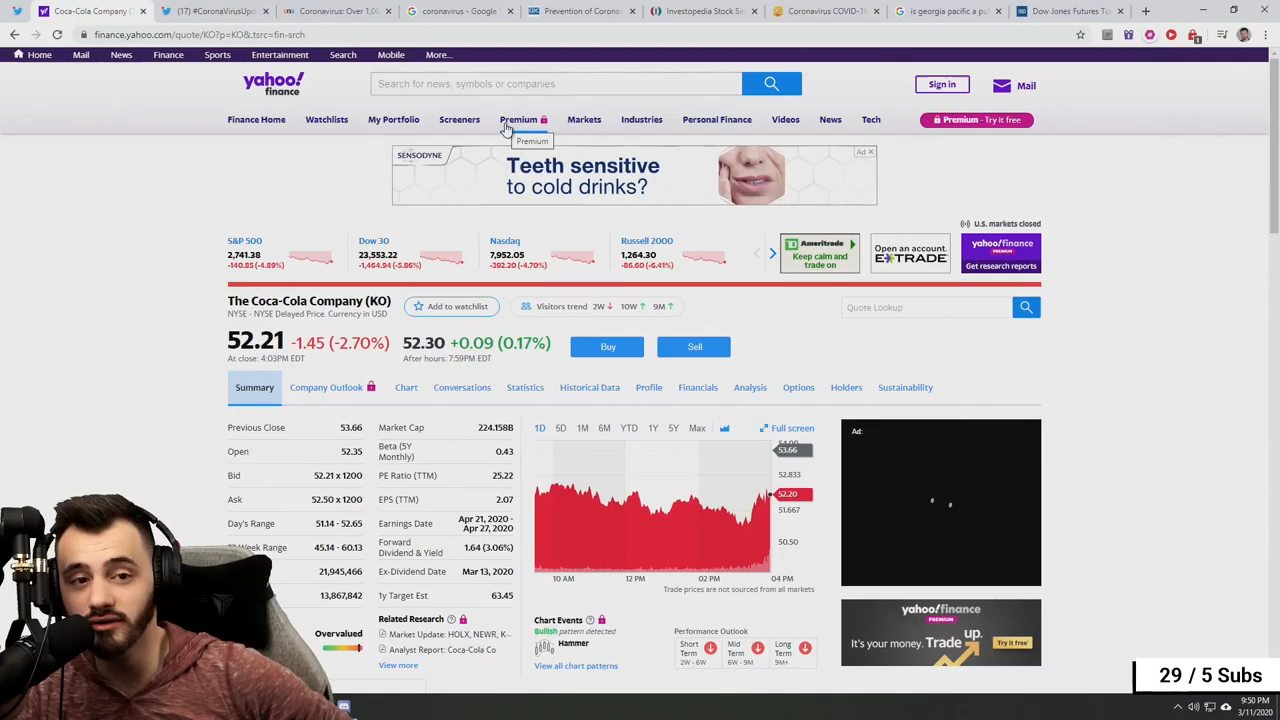 Coca-Cola Company (KO)
(17) #CoronaVirusUpd
Coronavirus: Over 1,00
coronavirus - Google
Prevention of Corona
Investopedia Stock Si
Coronavirus COVID-19
is georgia pacific a pu
Dow Jones Futures Tu
finance.yahoo.com/quote/KO?p=KO&.tsrc=fin-srch
Home Mail News Finance Sports Entertainment Search Mobile More...
yahoo!
finance
Search for news, symbols or companies
Sign in
Mail
Finance Home Watchlists My Portfolio Screeners Premium Markets Industries Personal Finance Videos News Tech
Premium - Try it free
Premium
SENSODYNE
Teeth sensitive
to cold drinks?
Ad
U.S. markets closed
S&P 500
2,741.38
-140.85 (-4.89%)
Dow 30
23,553.22
-1,464.94 (-5.86%)
Nasdaq
7,952.05
-392.20 (-4.70%)
Russell 2000
1,264.30
-86.60 (-6.41%)
Ameritrade
Keep calm and
trade on
Open an account.
E*TRADE
yahoo!finance
PREMIUM
Get research reports
The Coca-Cola Company (KO)
NYSE - NYSE Delayed Price. Currency in USD
Add to watchlist
Visitors trend 2W 10W 9M
Quote Lookup
52.21 -1.45 (-2.70%)
At close: 4:03PM EDT
52.30 +0.09 (0.17%)
After hours: 7:59PM EDT
Buy
Sell
Summary Company Outlook Chart Conversations Statistics Historical Data Profile Financials Analysis Options Holders Sustainability
Previous Close 53.66
Open 52.35
Bid 52.21 x 1200
Ask 52.50 x 1200
Day's Range 51.14 - 52.65
Week Range 45.14 - 60.13
21,945,466
13,867,842
Overvalued
Market Cap 224.158B
Beta (5Y
Monthly) 0.43
PE Ratio (TTM) 25.22
EPS (TTM) 2.07
Earnings Date Apr 21, 2020 -
Apr 27, 2020
Forward
Dividend & Yield 1.64 (3.06%)
Ex-Dividend Date Mar 13, 2020
1y Target Est 63.45
Related Research
Market Update: HOLX, NEWR, K...
Analyst Report: Coca-Cola Co
View more
1D 5D 1M 6M YTD 1Y 5Y Max
Full screen
54.00
53.66
52.833
52.20
51.667
50.50
10 AM 12 PM 02 PM 04 PM
Trade prices are not sourced from all markets
Chart Events
Bullish pattern detected
Hammer
View all chart patterns
Performance Outlook
Short
Term
2W - 6W
Mid
Term
6W - 9M
Long
Term
9M+
Ad:
yahoo!finance
PREMIUM
It's your money. Trade up.
Try it free*
29 / 5 Subs
9:50 PM
3/11/2020